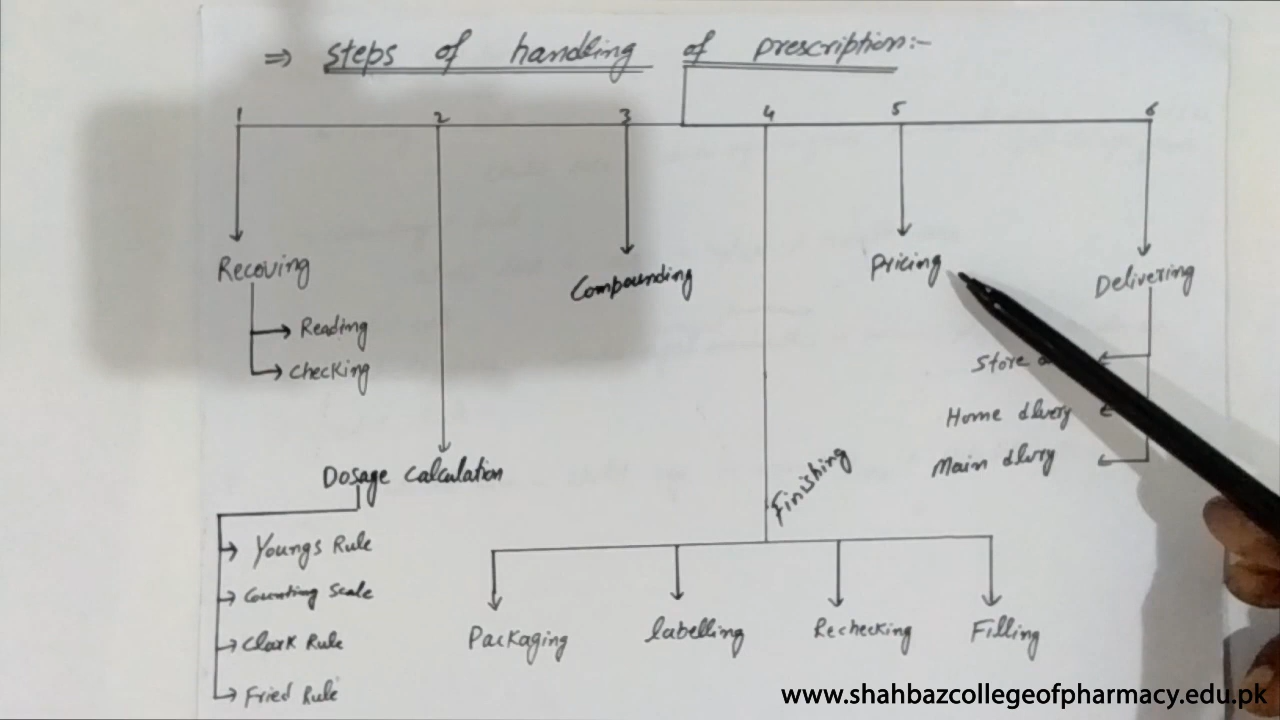 ⇒ steps of handling of prescription:-
1 2 3 4 5 6
Recoving
Reading
checking
Dosage calculation
Youngs Rule
Counting Scale
Clark Rule
Fried Rule
Compounding
Finishing
Packaging
labelling
Rechecking
Filling
Pricing
Delivering
Store
Home dlvery
Main dlvry
www.shahbazcollegeofpharmacy.edu.pk